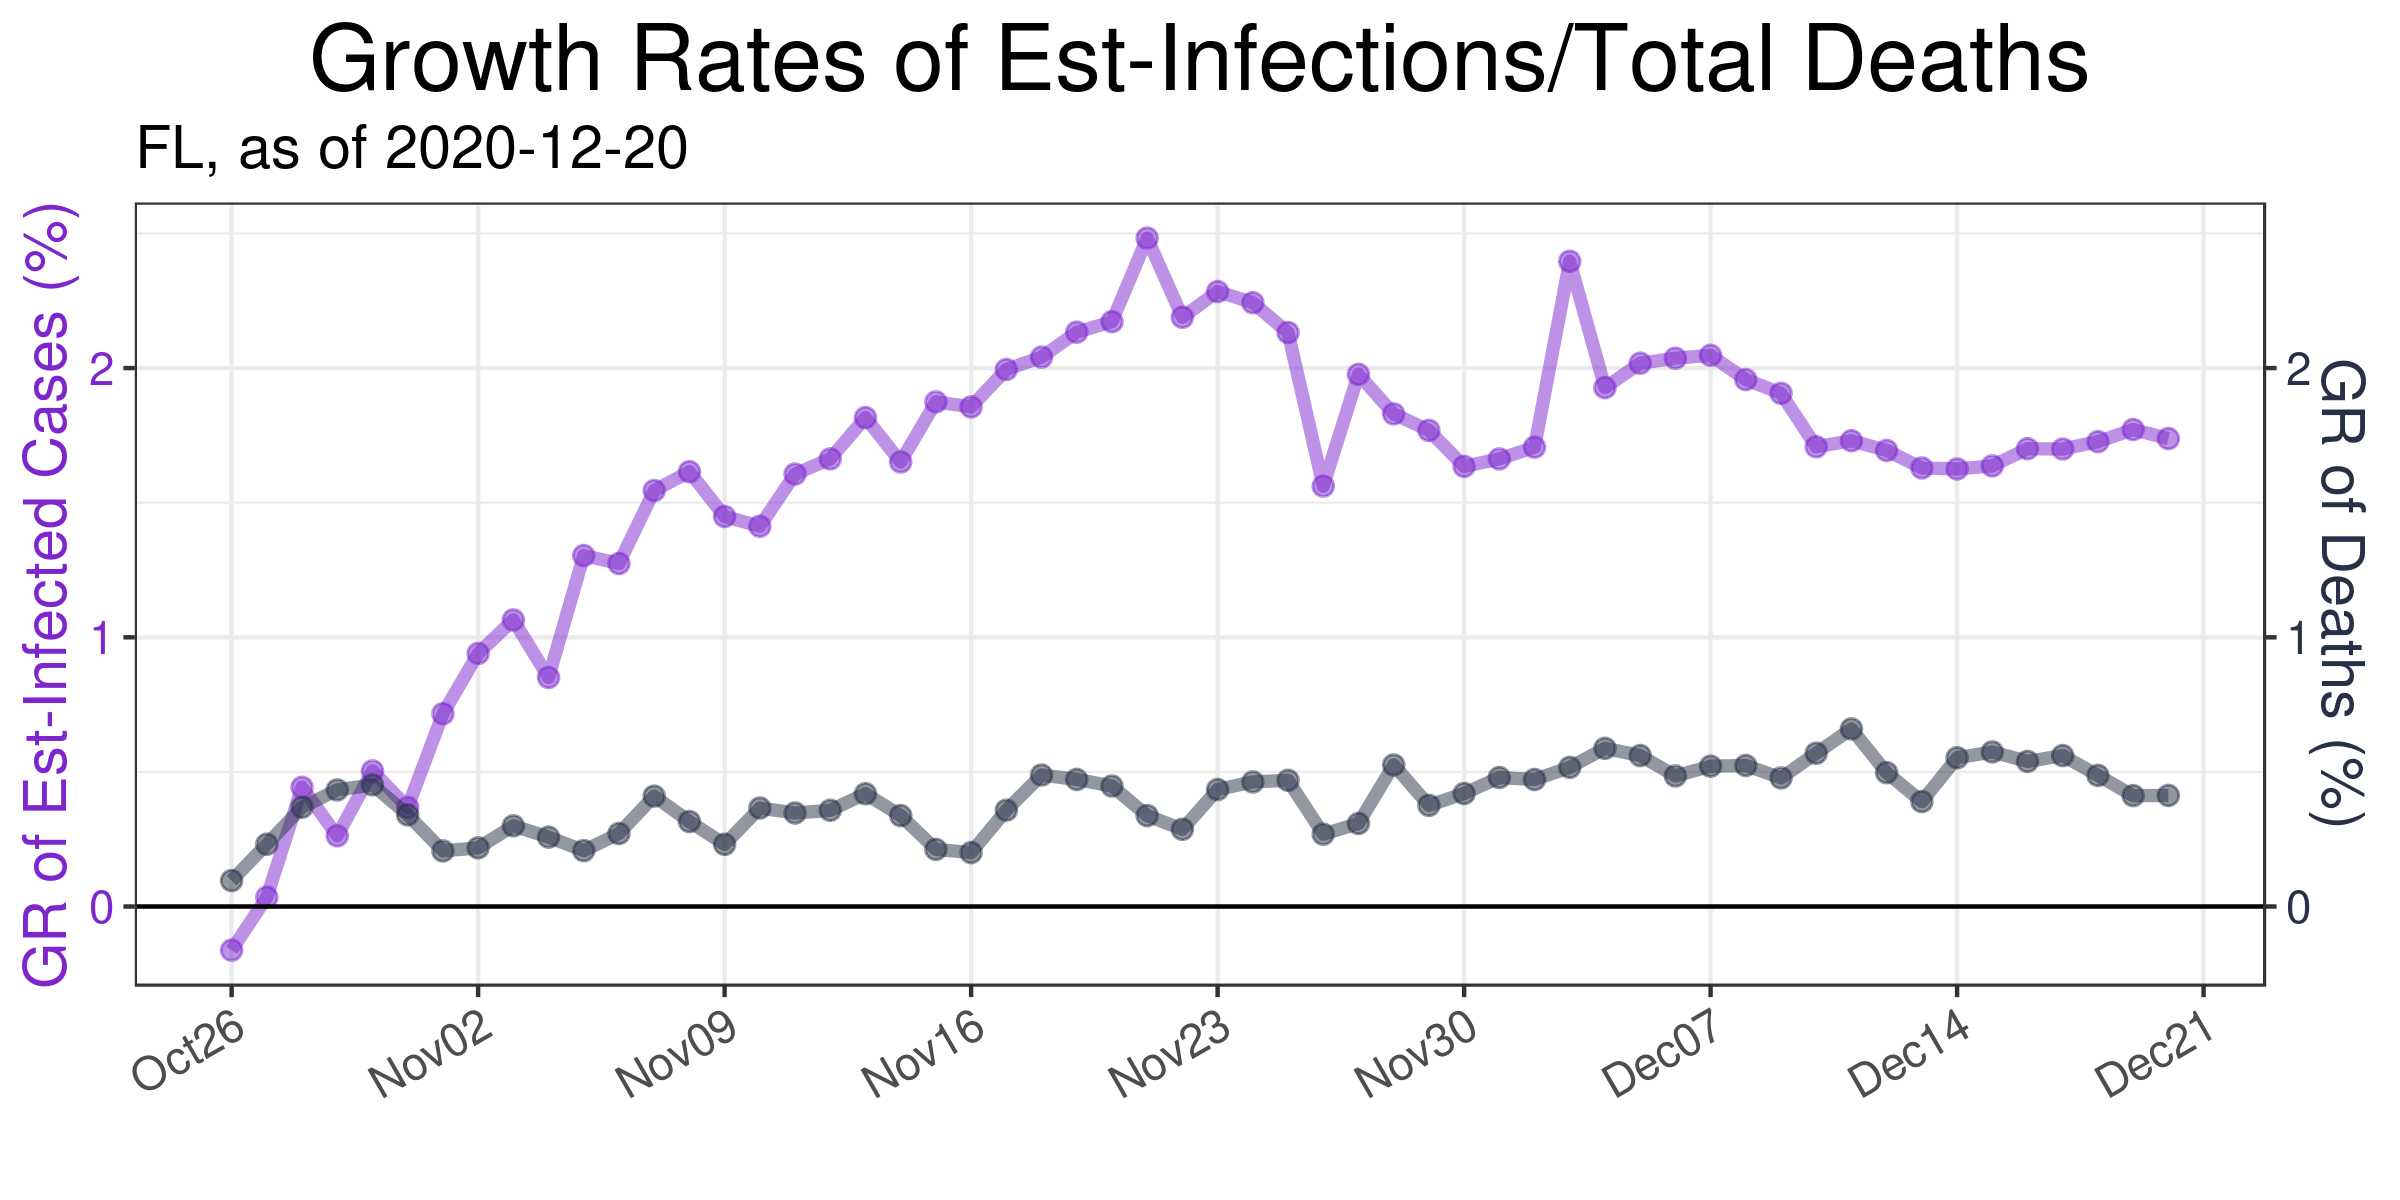 Growth Rates of Est-Infections/Total Deaths
FL, as of 2020-12-20
GR of Est-Infected Cases (%)
2
1
0
2
1
0
GR of Deaths (%)
Oct26 Nov02 Nov09 Nov16 Nov23 Nov30 Dec07 Dec14 Dec21